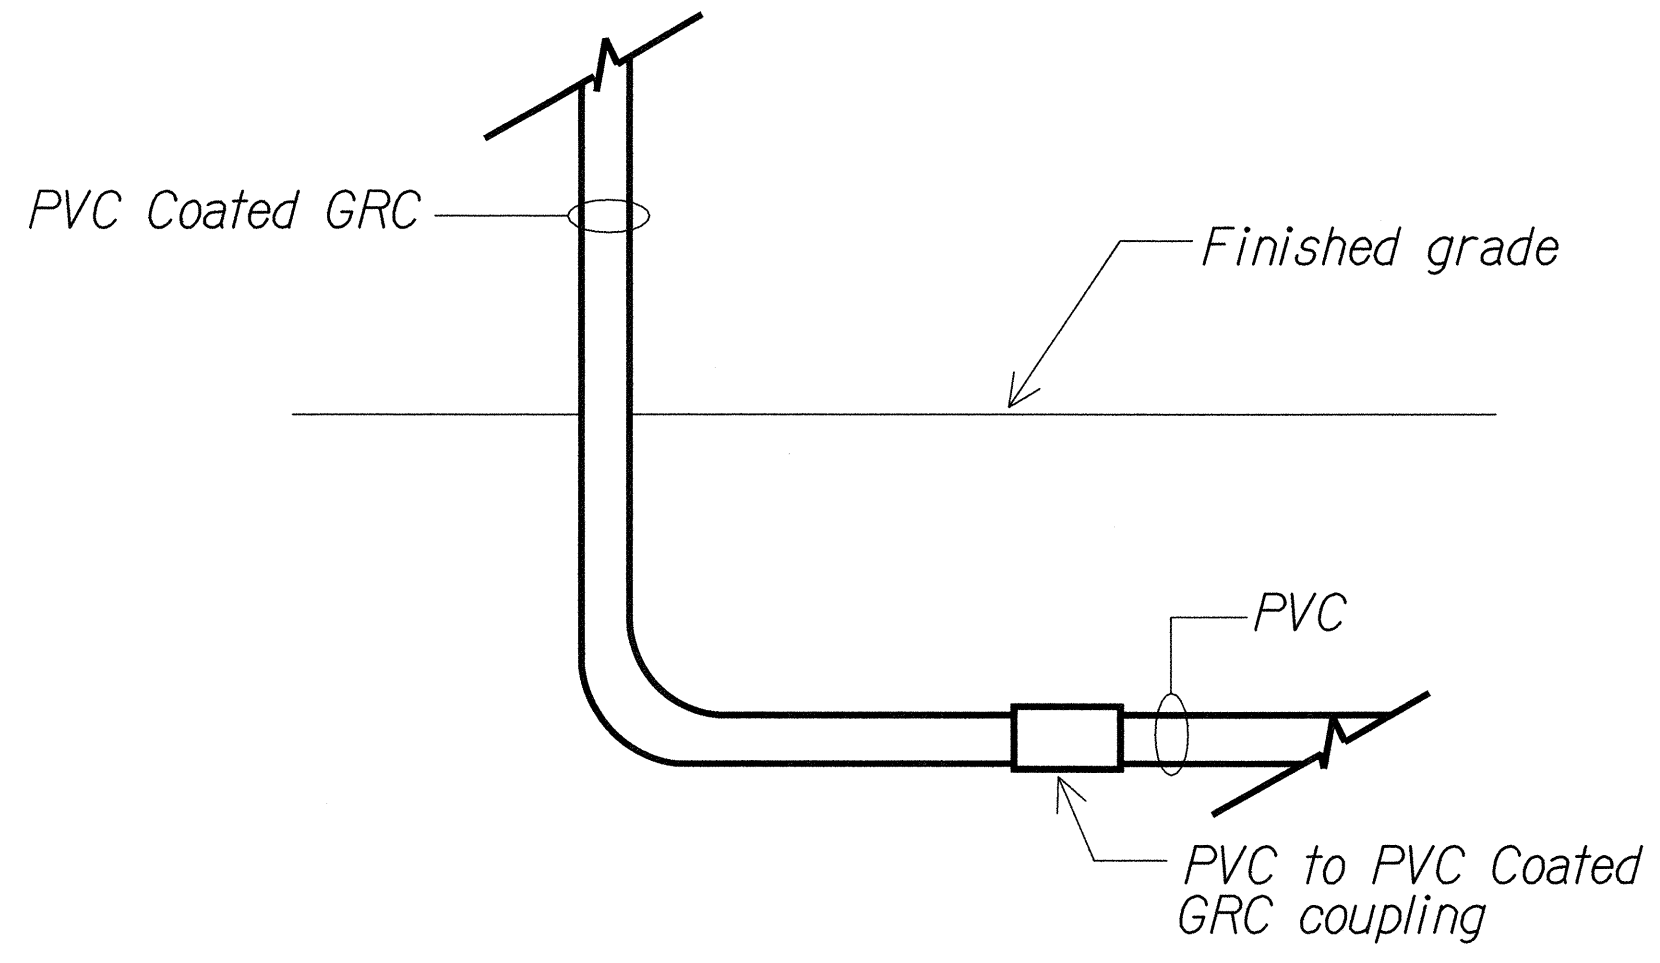 PVC Coated GRC
Finished grade
PVC
PVC to PVC Coated
GRC coupling